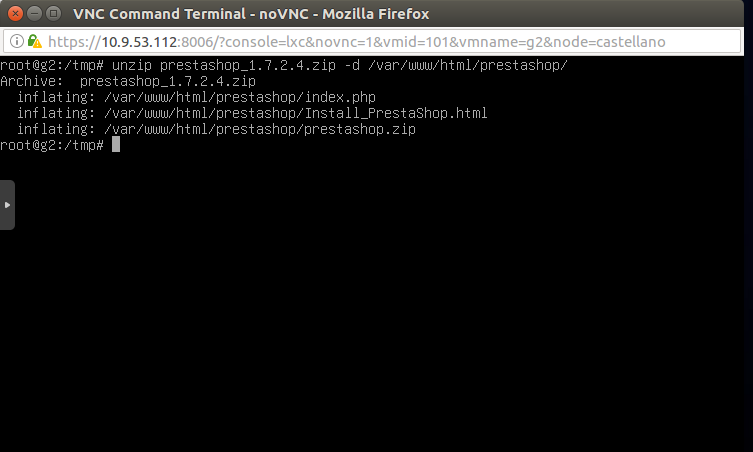 VNC Command Terminal - noVNC - Mozilla Firefox
https://10.9.53.112:8006/?console=lxc&novnc=1&vmid=101&vmname=g2&node=castellano
root@g2:/tmp# unzip prestashop_1.7.2.4.zip -d /var/www/html/prestashop/
Archive:  prestashop_1.7.2.4.zip
  inflating: /var/www/html/prestashop/index.php
  inflating: /var/www/html/prestashop/Install_PrestaShop.html
  inflating: /var/www/html/prestashop/prestashop.zip
root@g2:/tmp#